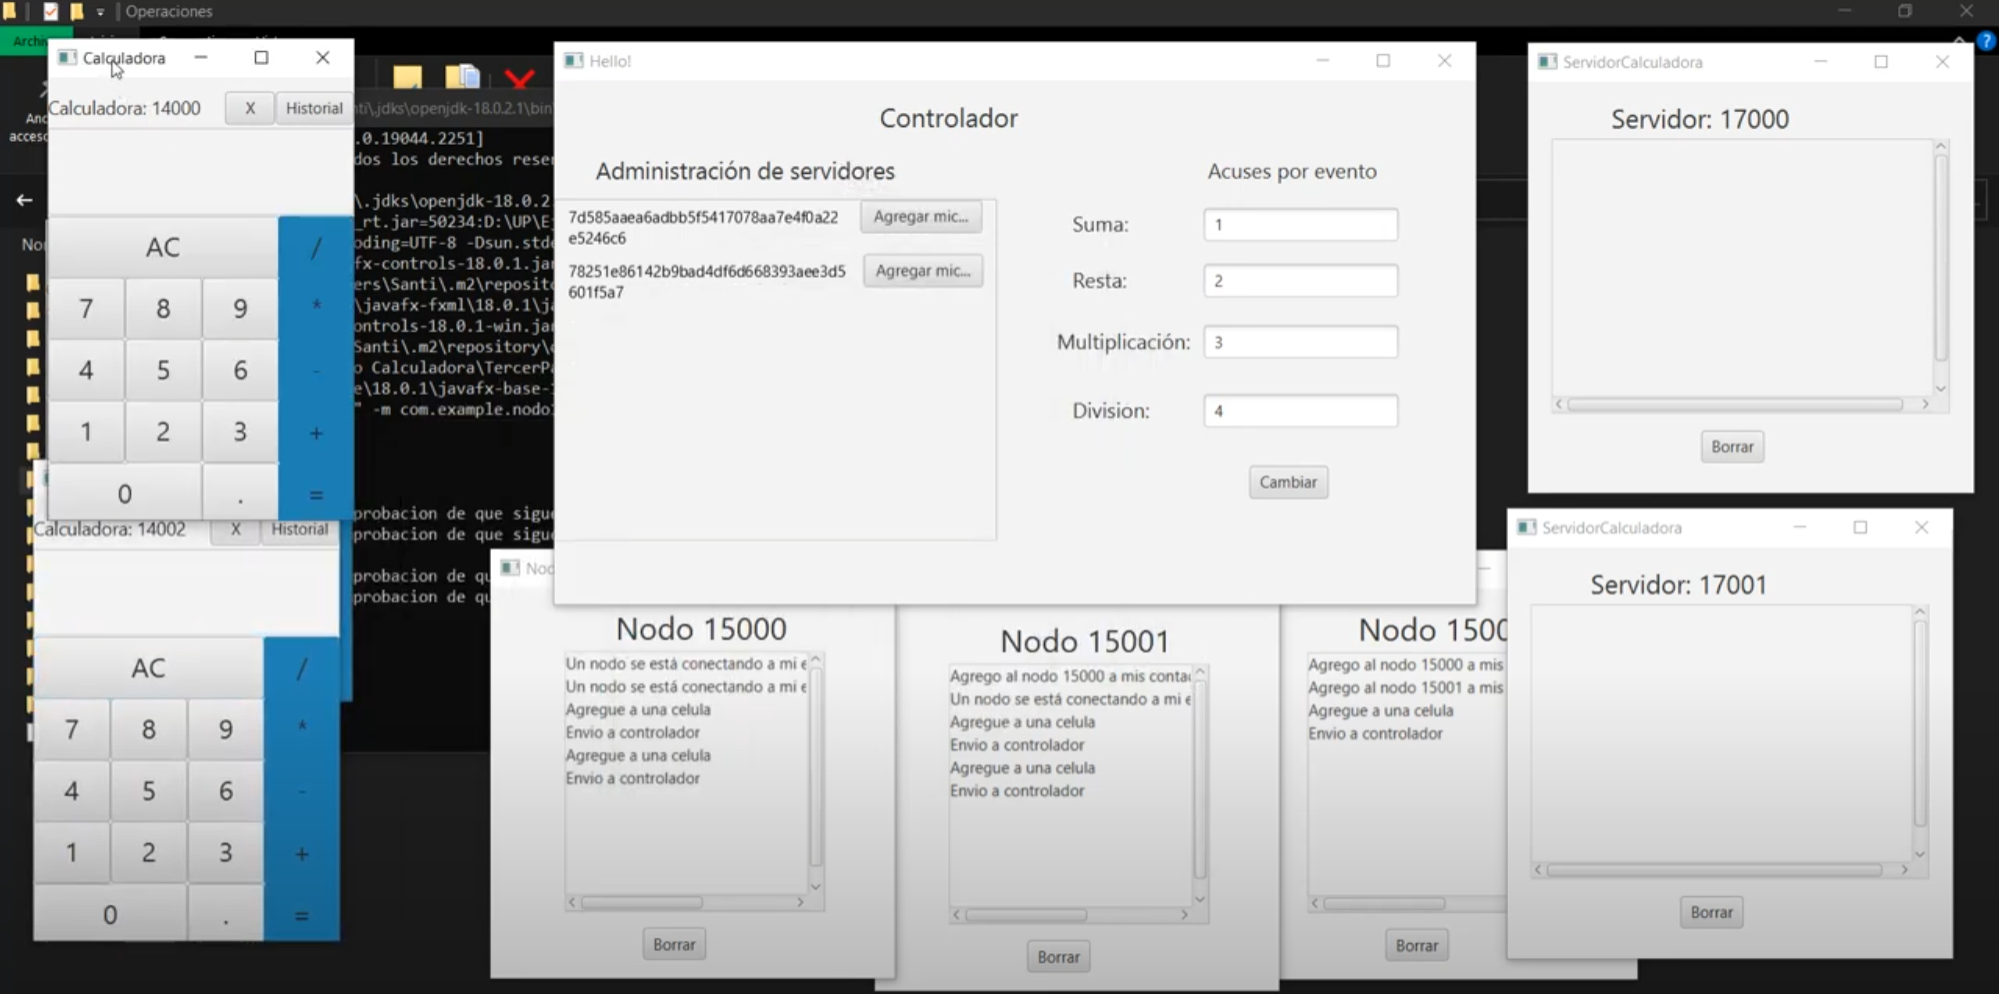 Operaciones
Calculadora
Calculadora: 14000
X
Historial
AC
/
7
8
9
*
4
5
6
-
1
2
3
+
0
.
=
Calculadora: 14002
X
Historial
AC
/
7
8
9
*
4
5
6
-
1
2
3
+
0
.
=
\.jdks\openjdk-18.0.2.1\bin
.0.19044.2251]
dos los derechos rese
\.jdks\openjdk-18.0.2
_rt.jar=50234:D:\UP\E
oding=UTF-8 -Dsun.std
fx-controls-18.0.1.ja
ers\Santi\.m2\reposit
\javafx-fxml\18.0.1\j
ontrols-18.0.1-win.ja
Santi\.m2\repository\
o Calculadora\TercerP
e\18.0.1\javafx-base-
" -m com.example.nodo
probacion de que sigue
probacion de que sigue
probacion de qu
probacion de qu
Hello!
Controlador
Administración de servidores
7d585aaea6adbb5f5417078aa7e4f0a22
e5246c6
Agregar mic...
78251e86142b9bad4df6d668393aee3d5
601f5a7
Agregar mic...
Acuses por evento
Suma:
1
Resta:
2
Multiplicación:
3
Division:
4
Cambiar
ServidorCalculadora
Servidor: 17000
Borrar
ServidorCalculadora
Servidor: 17001
Borrar
Nod
Nodo 15000
Un nodo se está conectando a mi e
Un nodo se está conectando a mi e
Agregue a una celula
Envio a controlador
Agregue a una celula
Envio a controlador
Borrar
Nodo 15001
Agrego al nodo 15000 a mis conta
Un nodo se está conectando a mi e
Agregue a una celula
Envio a controlador
Agregue a una celula
Envio a controlador
Borrar
Nodo 1500
Agrego al nodo 15000 a mis
Agrego al nodo 15001 a mis
Agregue a una celula
Envio a controlador
Borrar